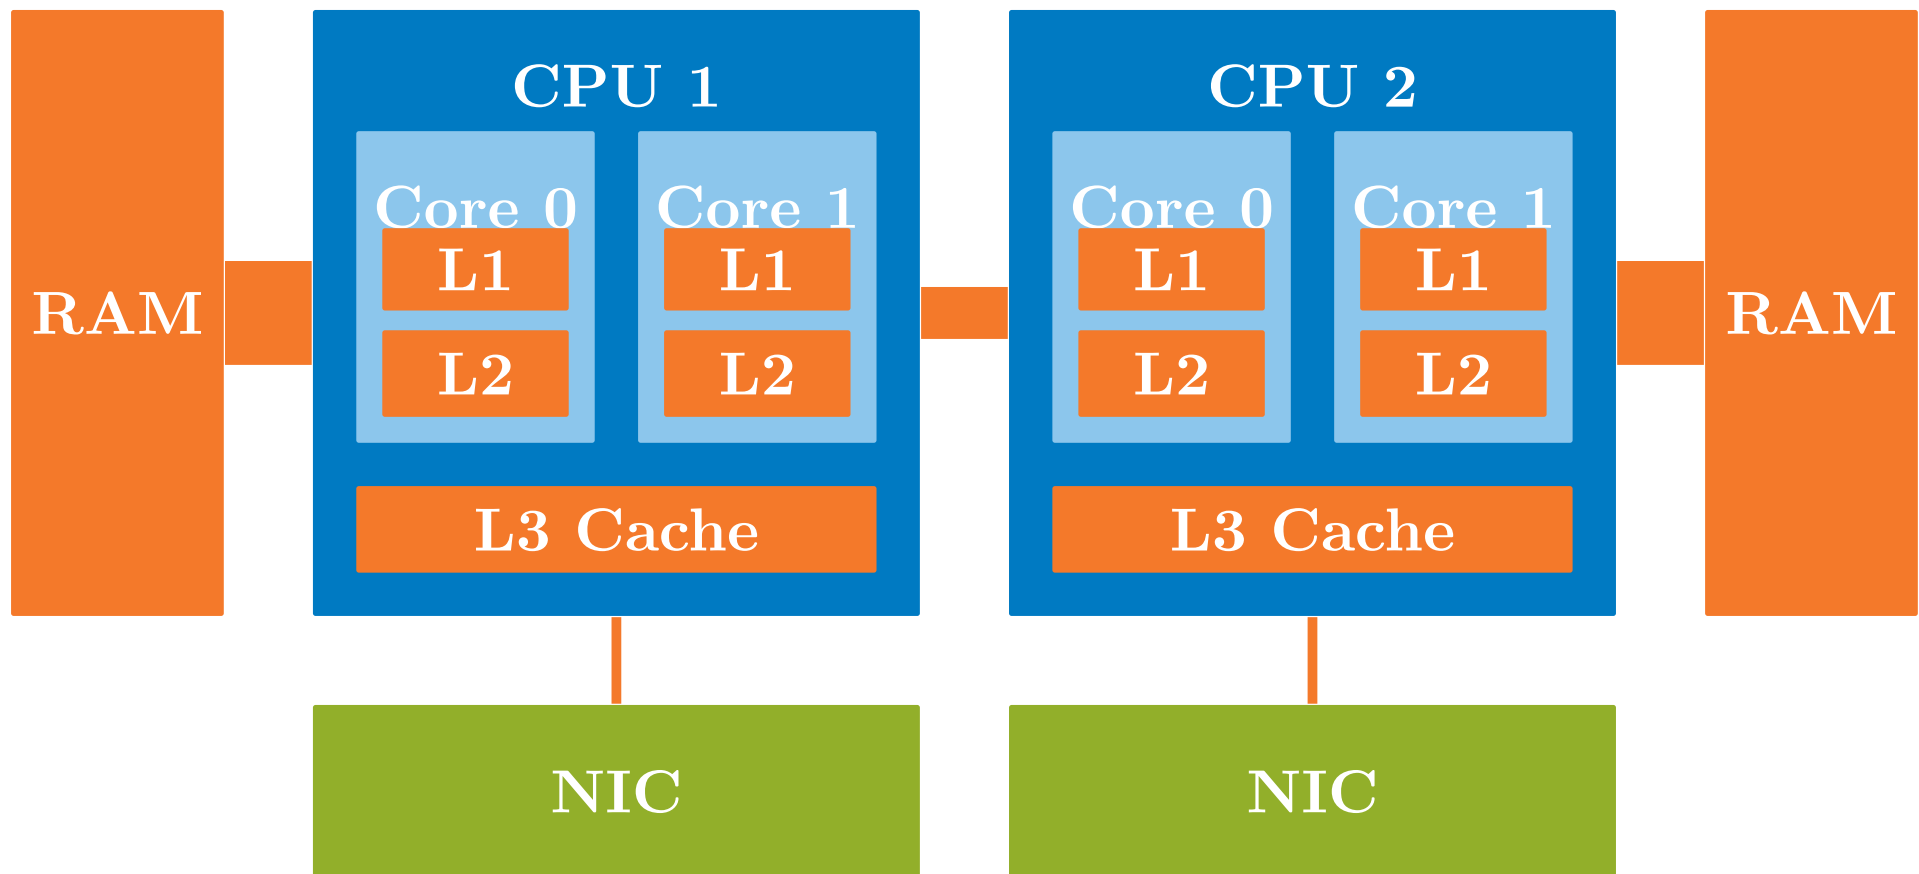 CPU 1
CPU 2
Core 0
Core 1
Core 0
Core 1
L1
L1
L1
L1
RAM
RAM
L2
L2
L2
L2
L3 Cache
L3 Cache
NIC
NIC